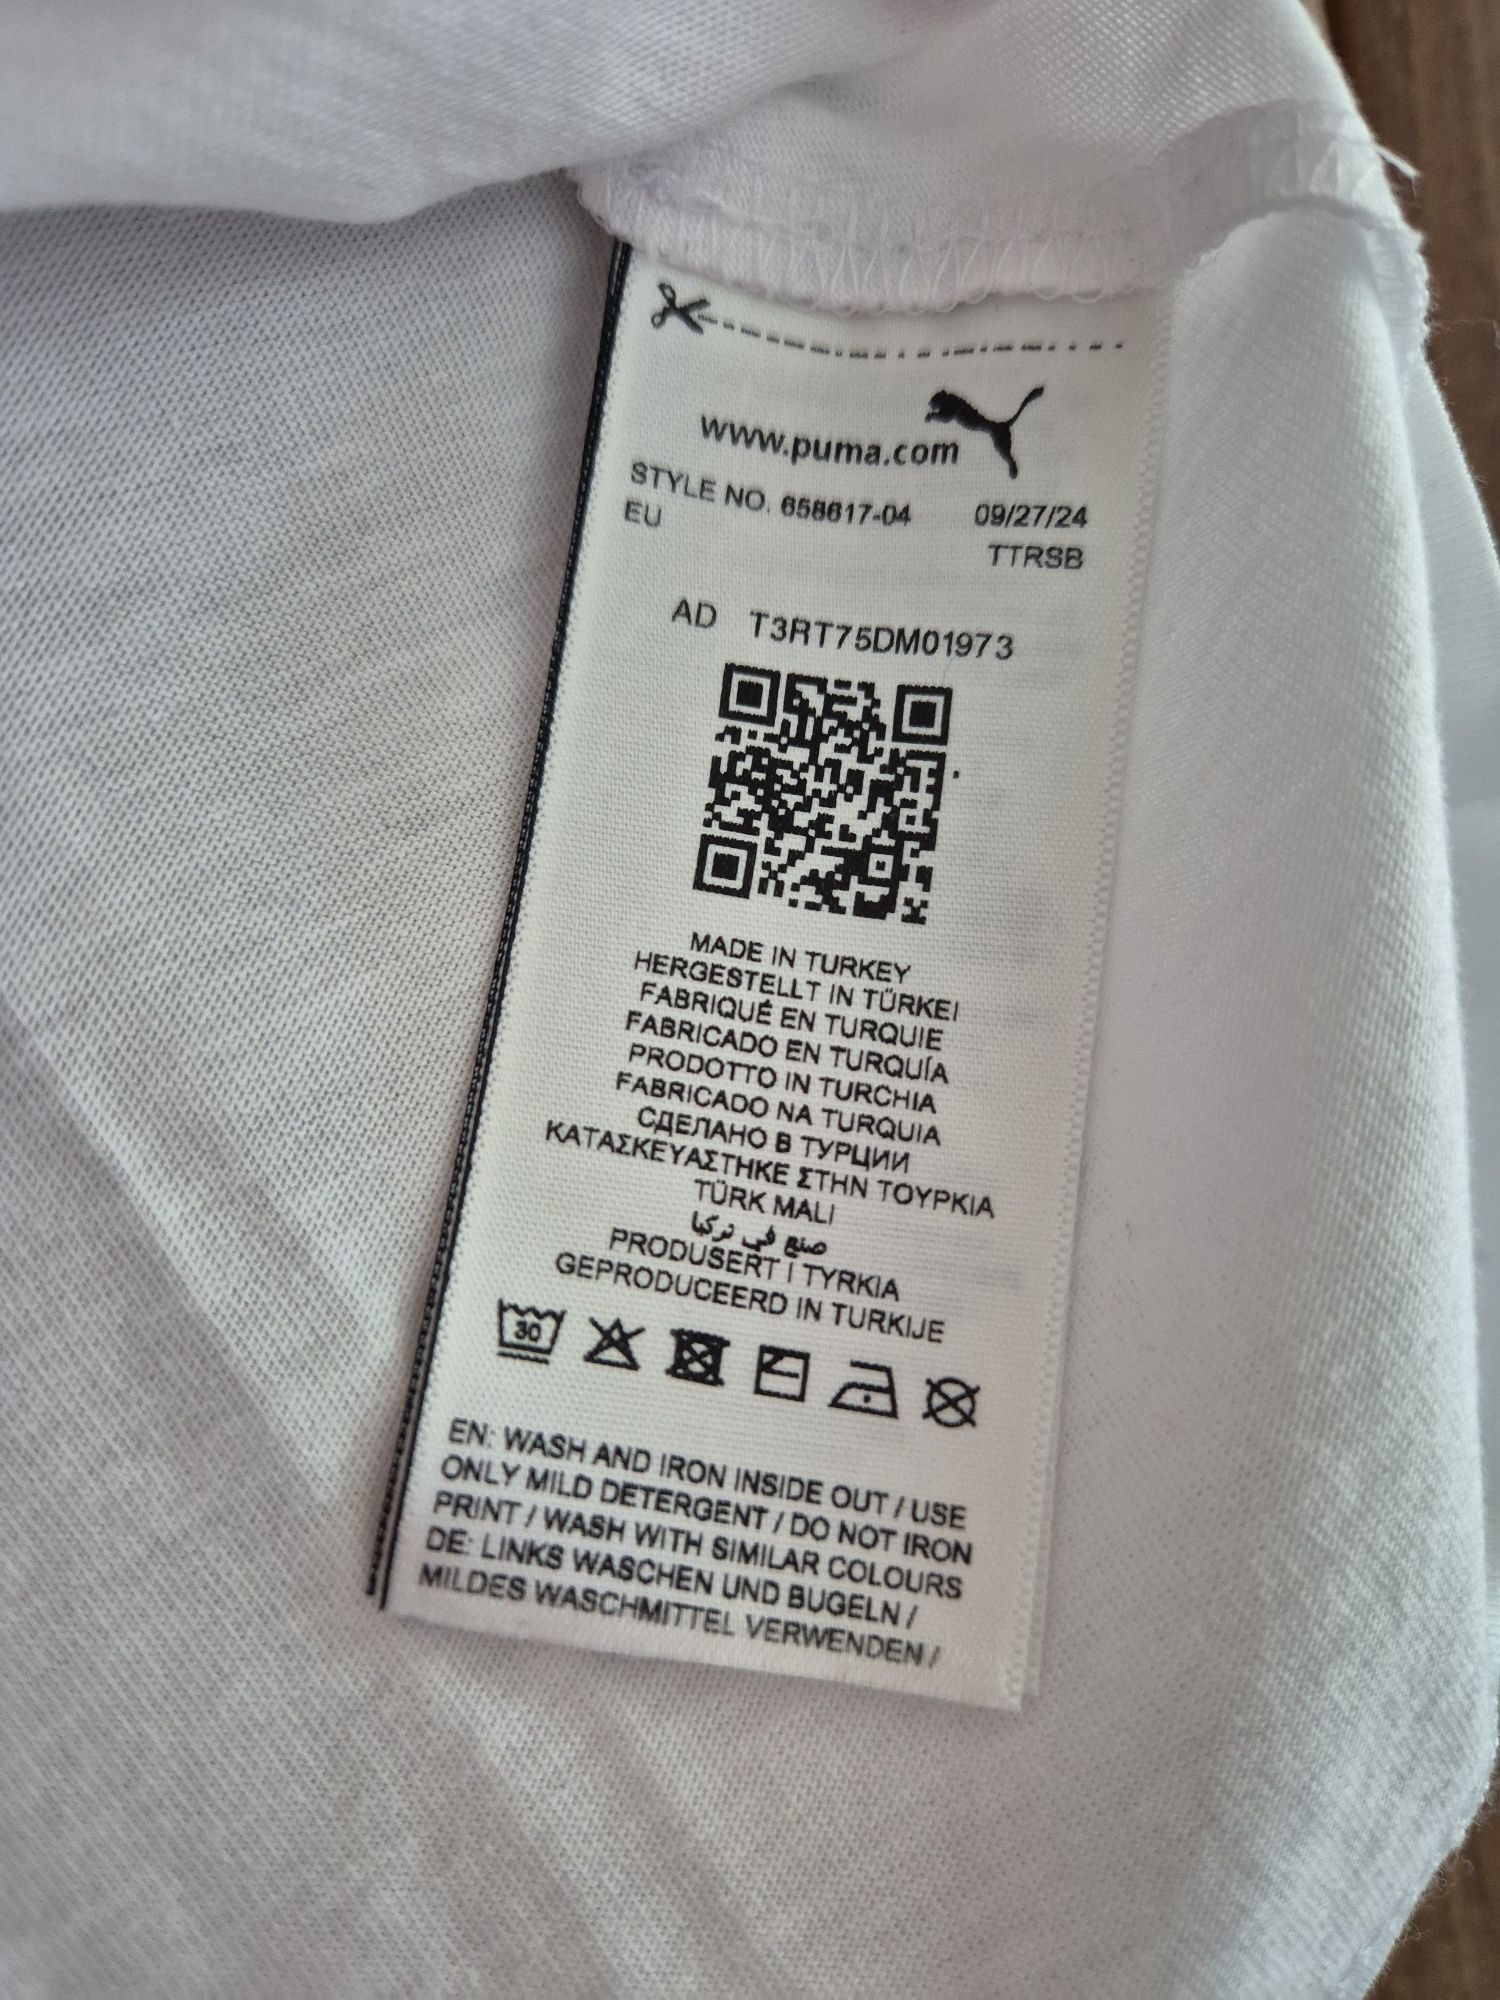 www.puma.com
STYLE NO. 658617-04 09/27/24
EU TTRSB
AD T3RT75DM01973
MADE IN TURKEY
HERGESTELLT IN TÜRKEI
FABRIQUÉ EN TURQUIE
FABRICADO EN TURQUÍA
PRODOTTO IN TURCHIA
FABRICADO NA TURQUIA
СДЕЛАНО В ТУРЦИИ
ΚΑΤΑΣΚΕΥΑΣΤΗΚΕ ΣΤΗΝ ΤΟΥΡΚΙΑ
TÜRK MALI
صنع في تركيا
PRODUSERT I TYRKIA
GEPRODUCEERD IN TURKIJE
30
EN: WASH AND IRON INSIDE OUT / USE
ONLY MILD DETERGENT / DO NOT IRON
PRINT / WASH WITH SIMILAR COLOURS
DE: LINKS WASCHEN UND BUGELN /
MILDES WASCHMITTEL VERWENDEN /